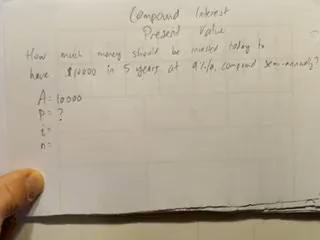 Compound Interest
Present Value
How much money should be invested today to
have $10000 in 5 years at 9%/a, compound semi-annually?
A = 10000
P = ?
i =
n =